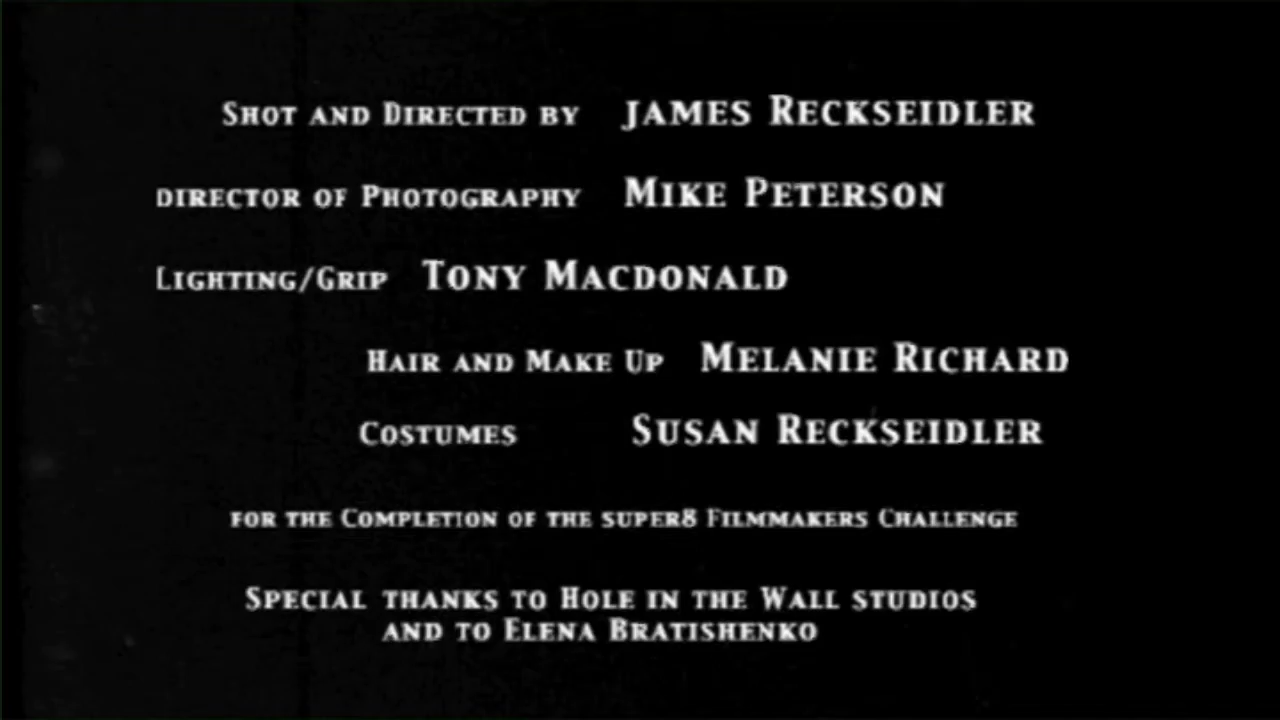 Shot and Directed by James Reckseidler
director of Photography Mike Peterson
Lighting/Grip Tony Macdonald
Hair and Make Up Melanie Richard
Costumes Susan Reckseidler
for the Completion of the super8 Filmmakers Challenge
Special thanks to Hole in the Wall studios
and to Elena Bratishenko